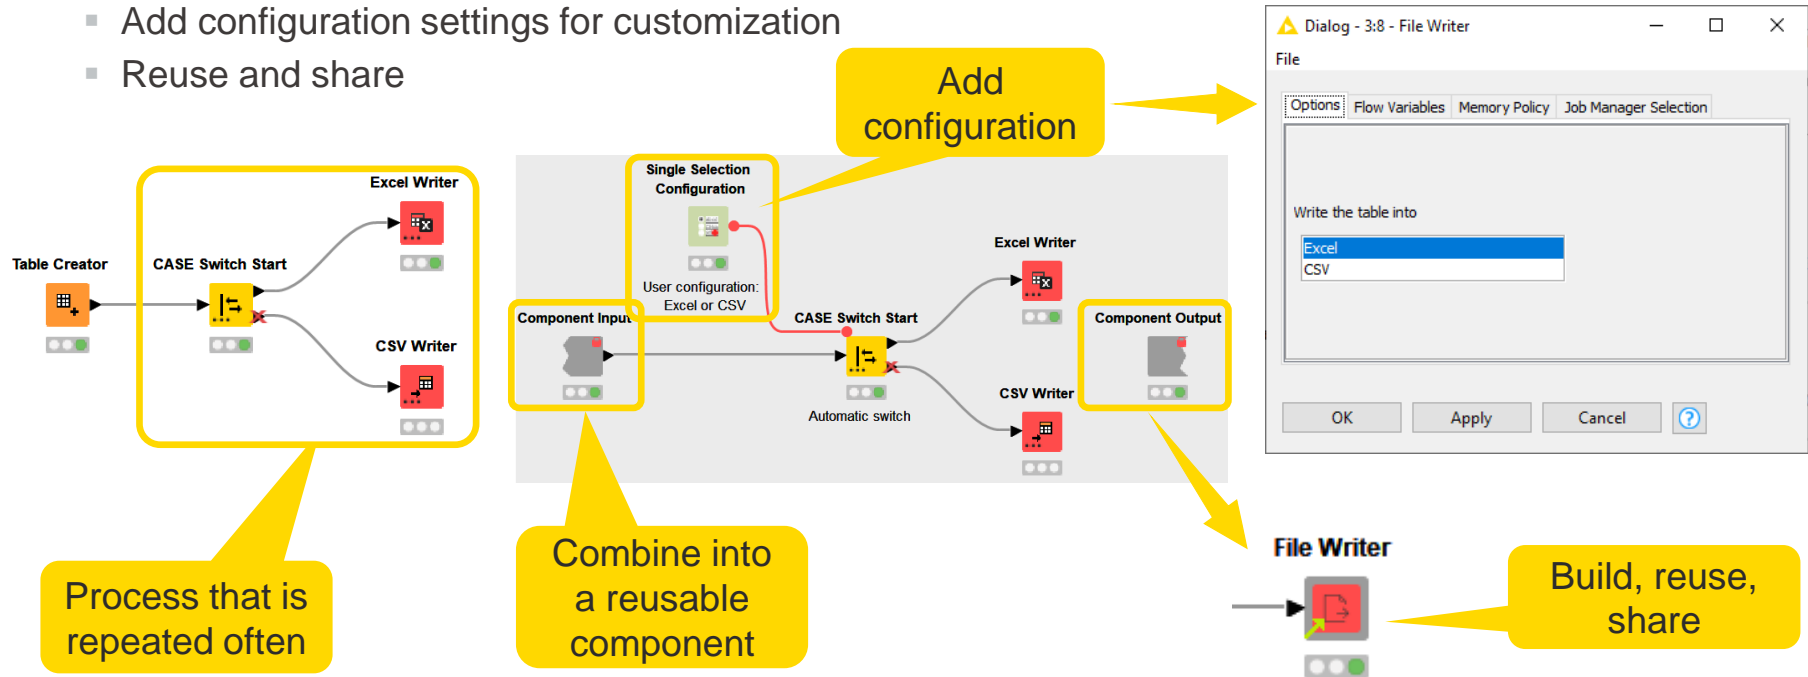 Add configuration settings for customization
Reuse and share
Add
configuration
Dialog - 3:8 - File Writer
File
Options Flow Variables Memory Policy Job Manager Selection
Write the table into
Excel
CSV
OK Apply Cancel ?
Table Creator
CASE Switch Start
Excel Writer
CSV Writer
Process that is
repeated often
Single Selection
Configuration
User configuration:
Excel or CSV
Component Input
CASE Switch Start
Automatic switch
Excel Writer
CSV Writer
Component Output
Combine into
a reusable
component
File Writer
Build, reuse,
share